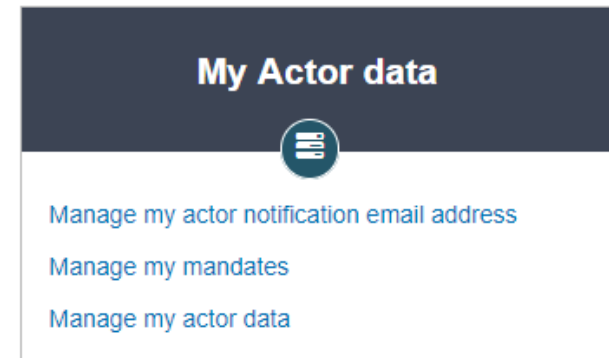 My Actor data
Manage my actor notification email address
Manage my mandates
Manage my actor data